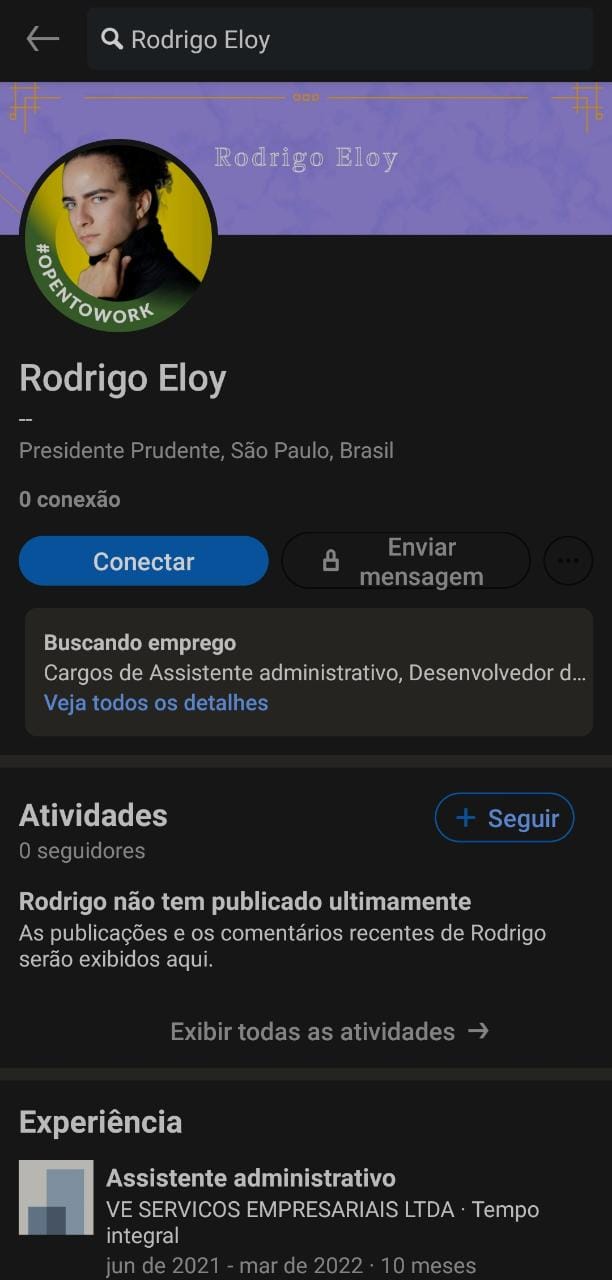 Rodrigo Eloy
Rodrigo Eloy
#OPENTOWORK
Rodrigo Eloy
--
Presidente Prudente, São Paulo, Brasil
0 conexão
Conectar
Enviar
mensagem
Buscando emprego
Cargos de Assistente administrativo, Desenvolvedor d...
Veja todos os detalhes
Atividades
+ Seguir
0 seguidores
Rodrigo não tem publicado ultimamente
As publicações e os comentários recentes de Rodrigo
serão exibidos aqui.
Exibir todas as atividades →
Experiência
Assistente administrativo
VE SERVICOS EMPRESARIAIS LTDA · Tempo
integral
jun de 2021 - mar de 2022 · 10 meses